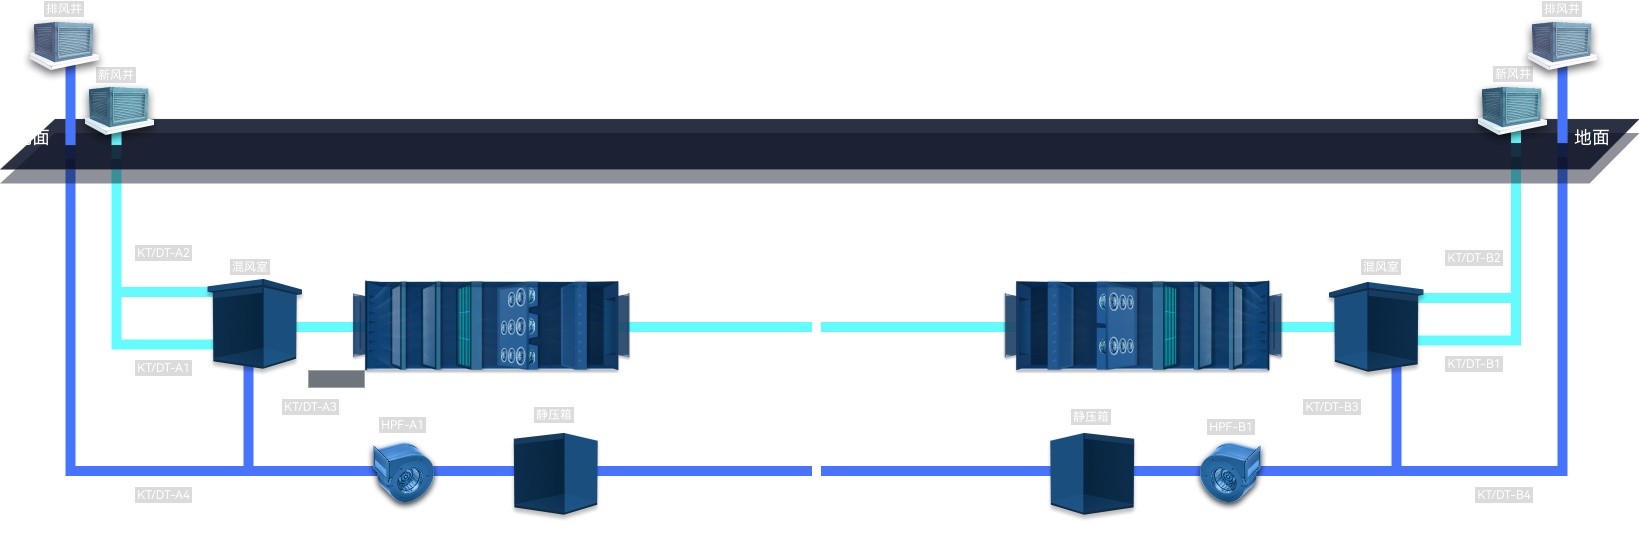 排风井
排风井
新风井
新风井
地面
地面
KT/DT-A2
KT/DT-B2
混风室
混风室
KT/DT-A1
KT/DT-B1
KT/DT-A3
KT/DT-B3
静压箱
静压箱
HPF-A1
HPF-B1
KT/DT-A4
KT/DT-B4